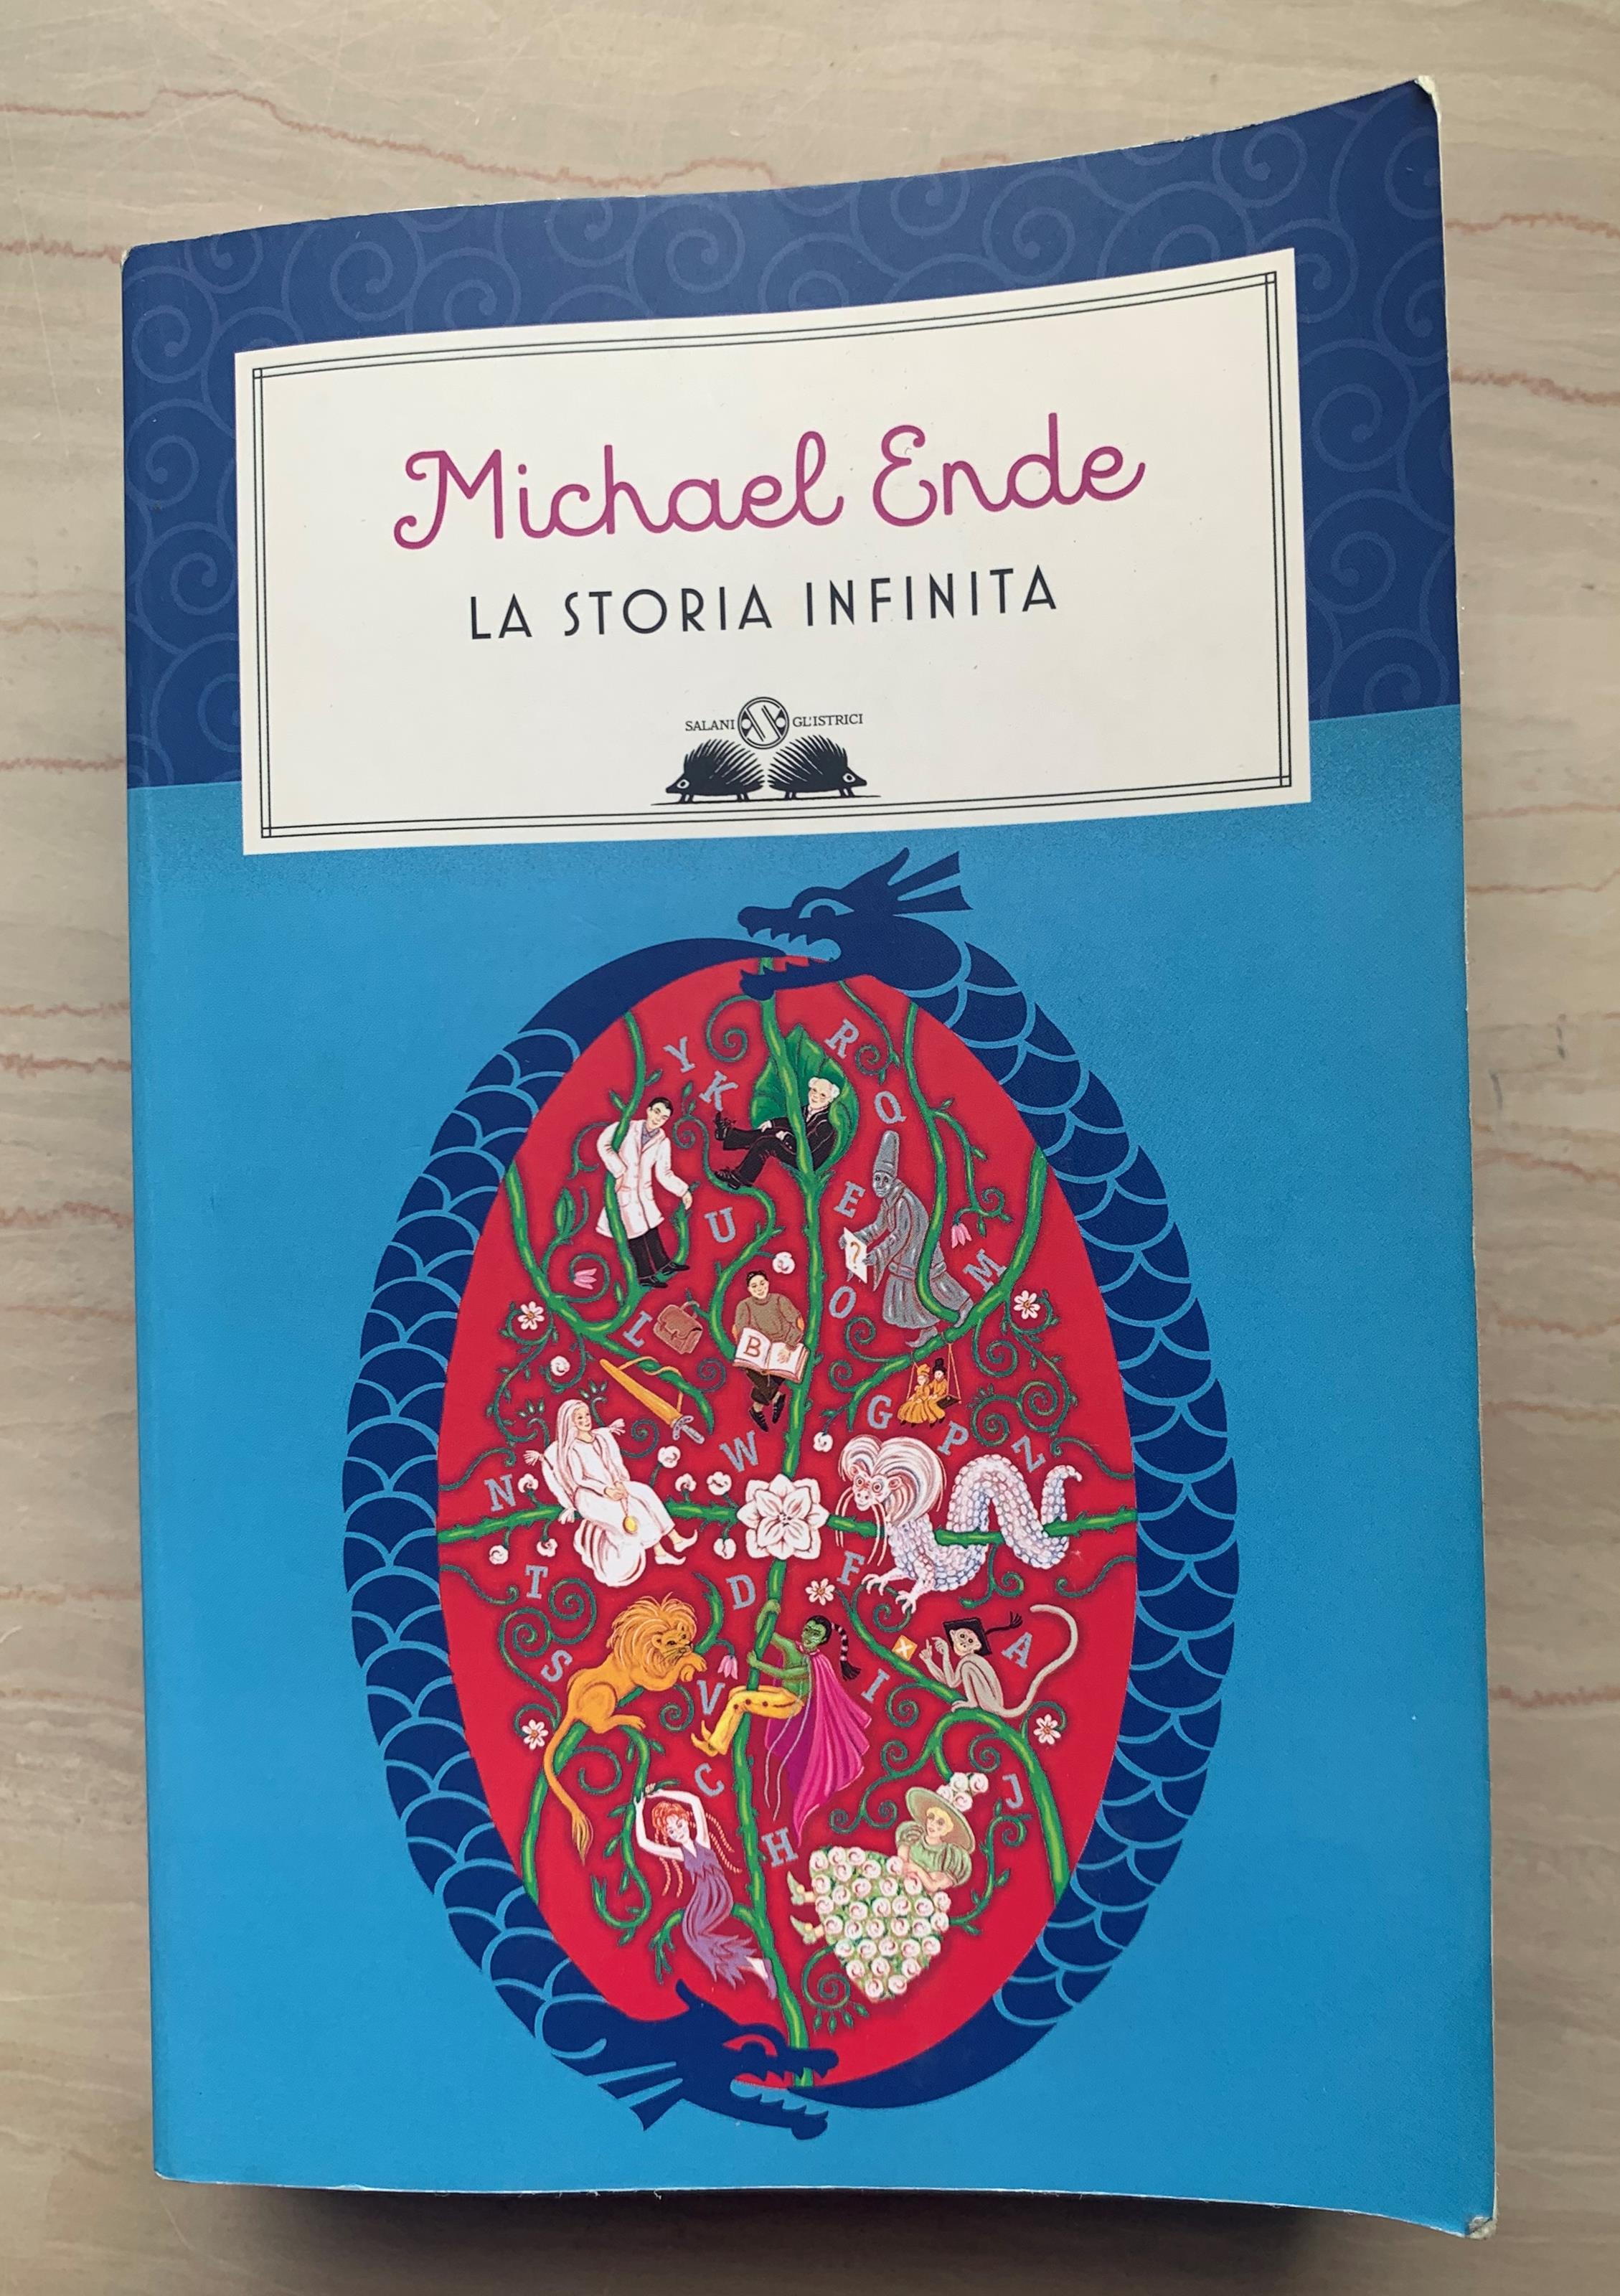 Michael Ende
LA STORIA INFINITA
SALANI GL'ISTRICI
Y
R
K
Q
E
U
M
O
L
B
G
P
Z
W
N
F
T
D
A
S
I
V
C
J
H